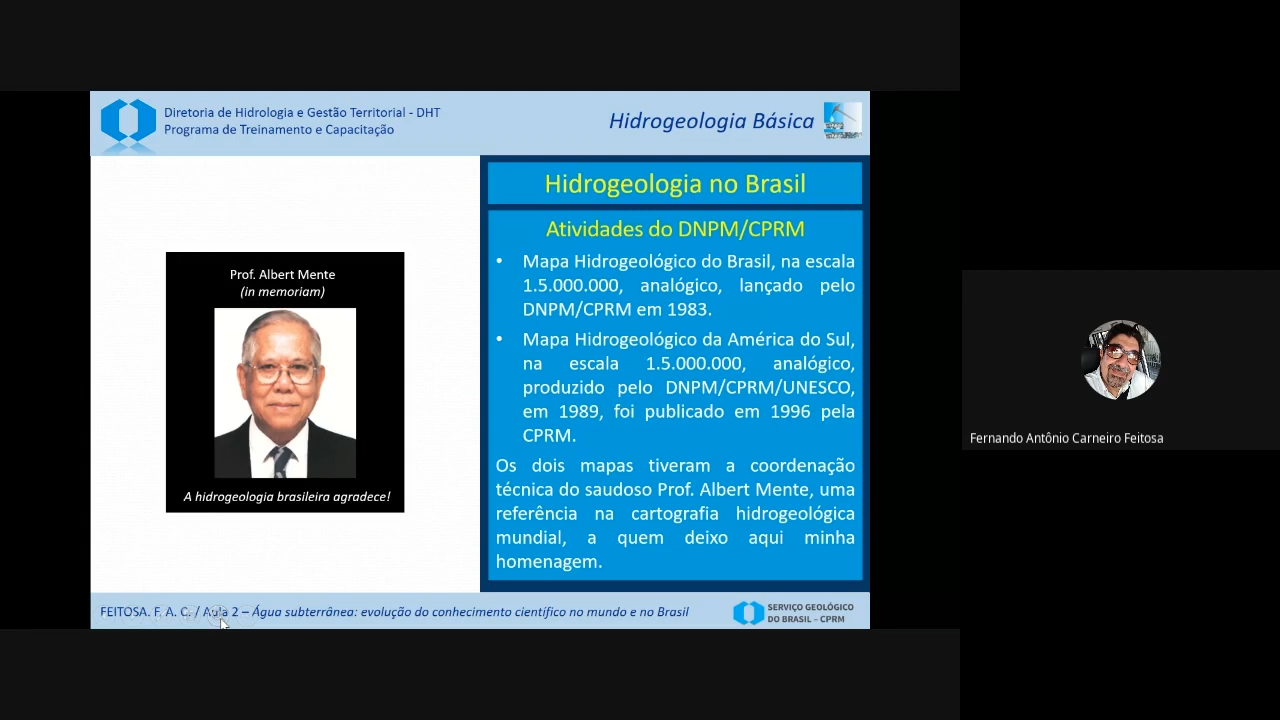 Diretoria de Hidrologia e Gestão Territorial - DHT
Programa de Treinamento e Capacitação
Hidrogeologia Básica
Prof. Albert Mente
(in memoriam)
A hidrogeologia brasileira agradece!
Hidrogeologia no Brasil
Atividades do DNPM/CPRM
• Mapa Hidrogeológico do Brasil, na escala
1.5.000.000, analógico, lançado pelo
DNPM/CPRM em 1983.
• Mapa Hidrogeológico da América do Sul,
na escala 1.5.000.000, analógico,
produzido pelo DNPM/CPRM/UNESCO,
em 1989, foi publicado em 1996 pela
CPRM.
Os dois mapas tiveram a coordenação
técnica do saudoso Prof. Albert Mente, uma
referência na cartografia hidrogeológica
mundial, a quem deixo aqui minha
homenagem.
FEITOSA. F. A. C. / Aula 2 – Água subterrânea: evolução do conhecimento científico no mundo e no Brasil
SERVIÇO GEOLÓGICO
DO BRASIL – CPRM
Fernando Antônio Carneiro Feitosa